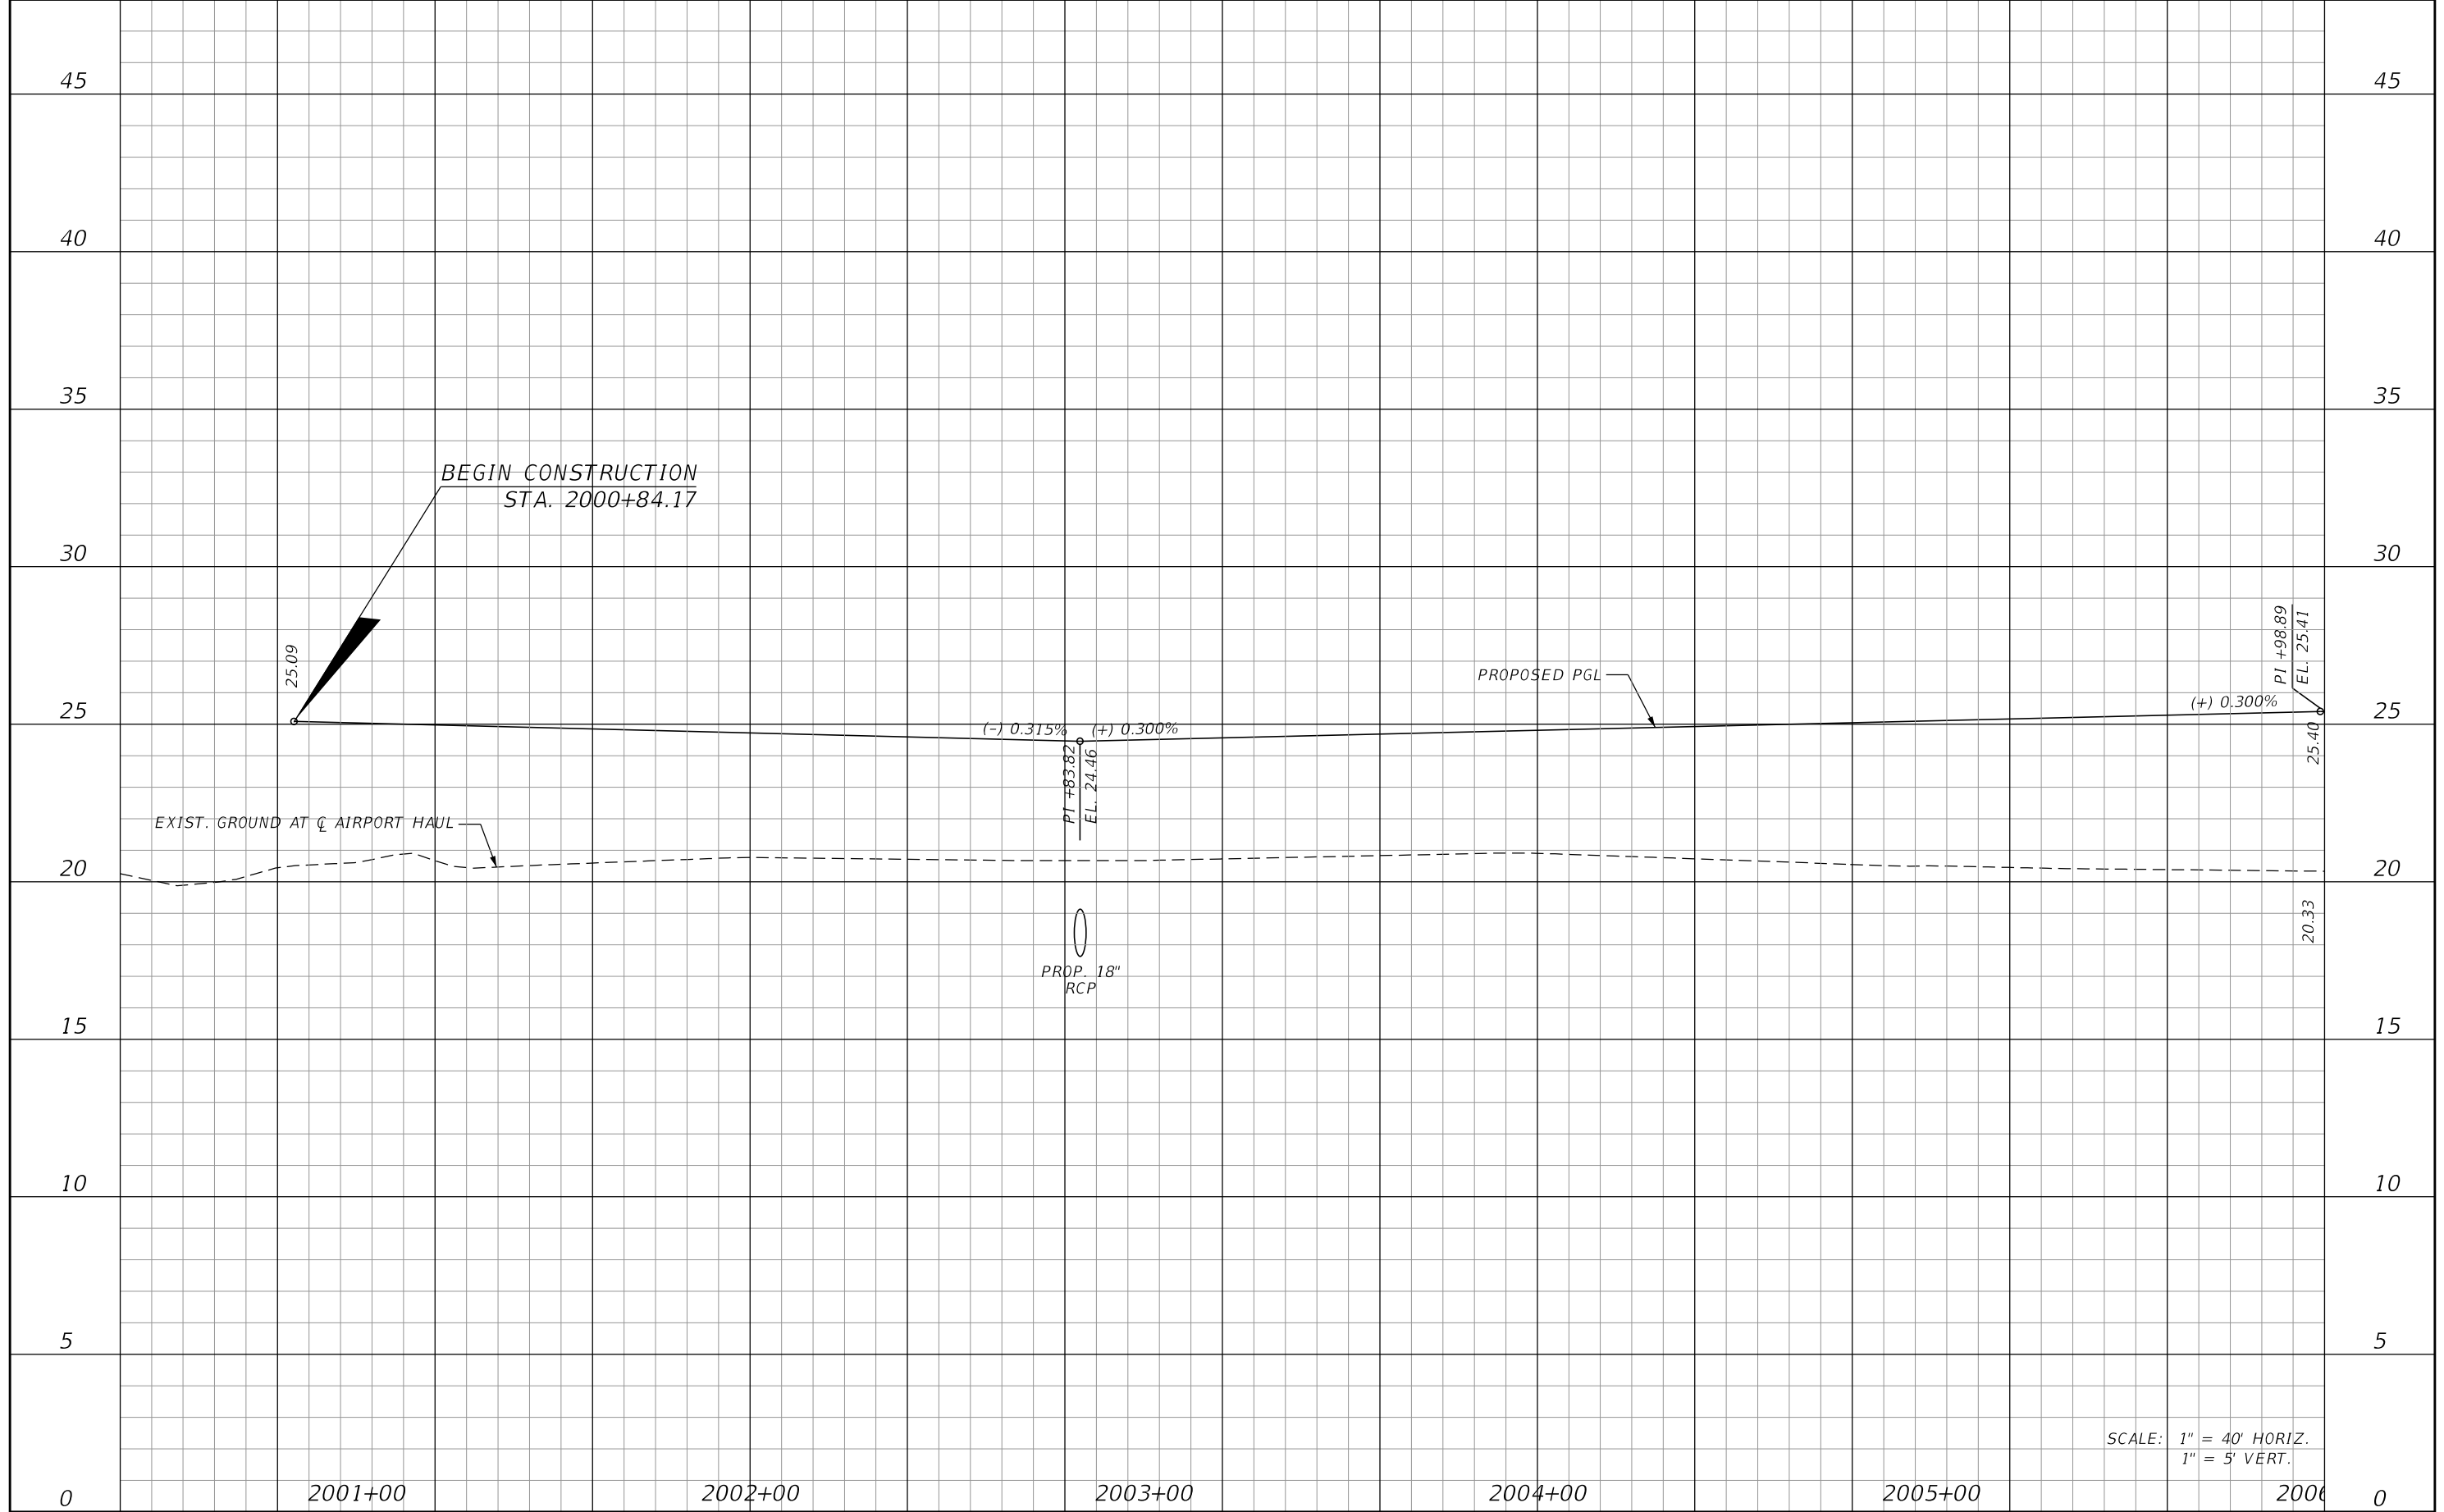 45
45
40
40
35
35
BEGIN CONSTRUCTION
STA. 2000+84.17
30
30
25.09
PI +98.89
EL. 25.41
PROPOSED PGL
25
(-) 0.315%
(+) 0.300%
(+) 0.300%
25
25.40
PI +83.82
EL. 24.46
EXIST. GROUND AT ℄ AIRPORT HAUL
20
20
20.33
PROP. 18"
RCP
15
15
10
10
5
5
SCALE: 1" = 40' HORIZ.
1" = 5' VERT.
0
2001+00
2002+00
2003+00
2004+00
2005+00
2006
0